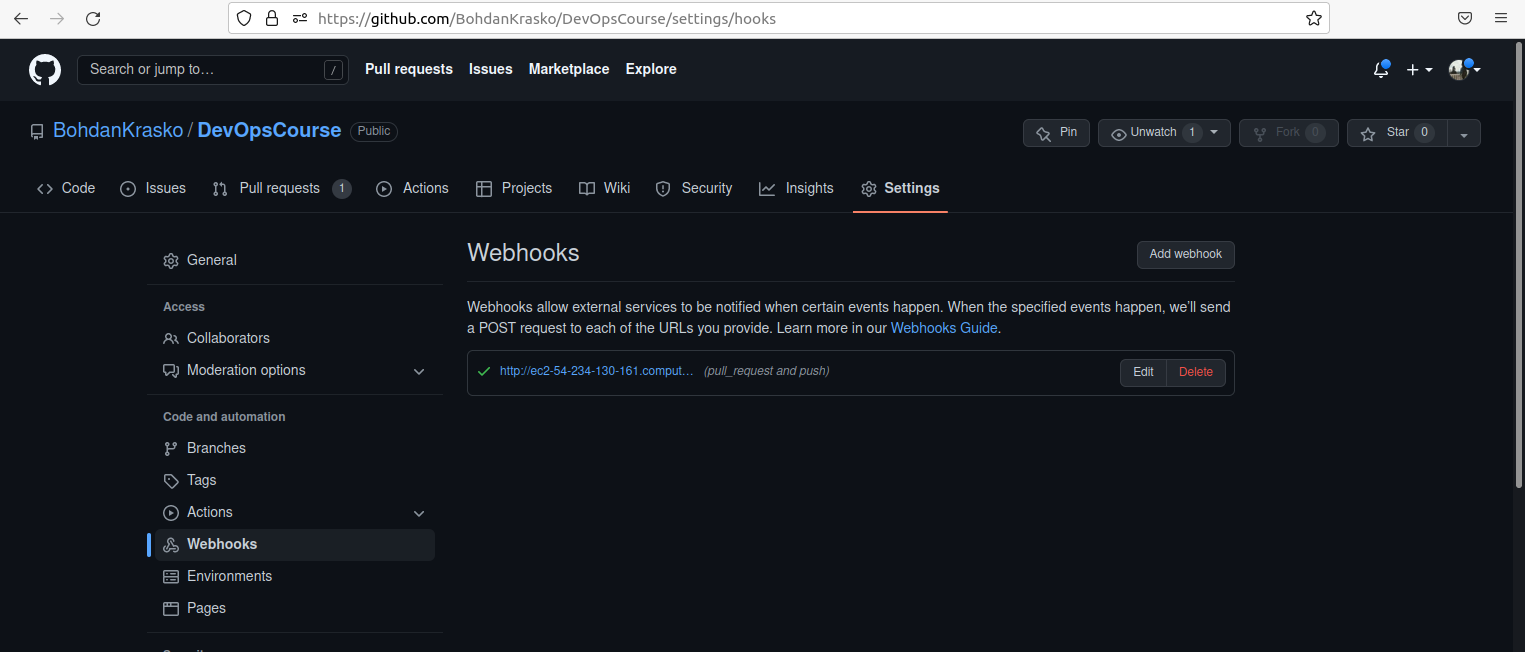 https://github.com/BohdanKrasko/DevOpsCourse/settings/hooks
Search or jump to… / Pull requests Issues Marketplace Explore
BohdanKrasko / DevOpsCourse Public Pin Unwatch 1 Fork 0 Star 0
Code Issues Pull requests 1 Actions Projects Wiki Security Insights Settings
General
Access
Collaborators
Moderation options
Code and automation
Branches
Tags
Actions
Webhooks
Environments
Pages
Webhooks Add webhook
Webhooks allow external services to be notified when certain events happen. When the specified events happen, we'll send
a POST request to each of the URLs you provide. Learn more in our Webhooks Guide.
http://ec2-54-234-130-161.comput… (pull_request and push) Edit Delete